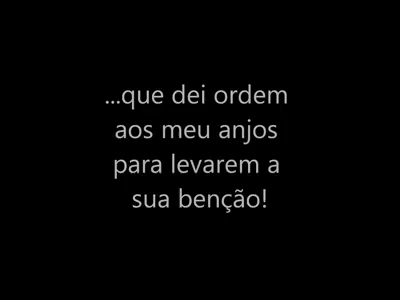 ...que dei ordem
aos meu anjos
para levarem a
sua benção!